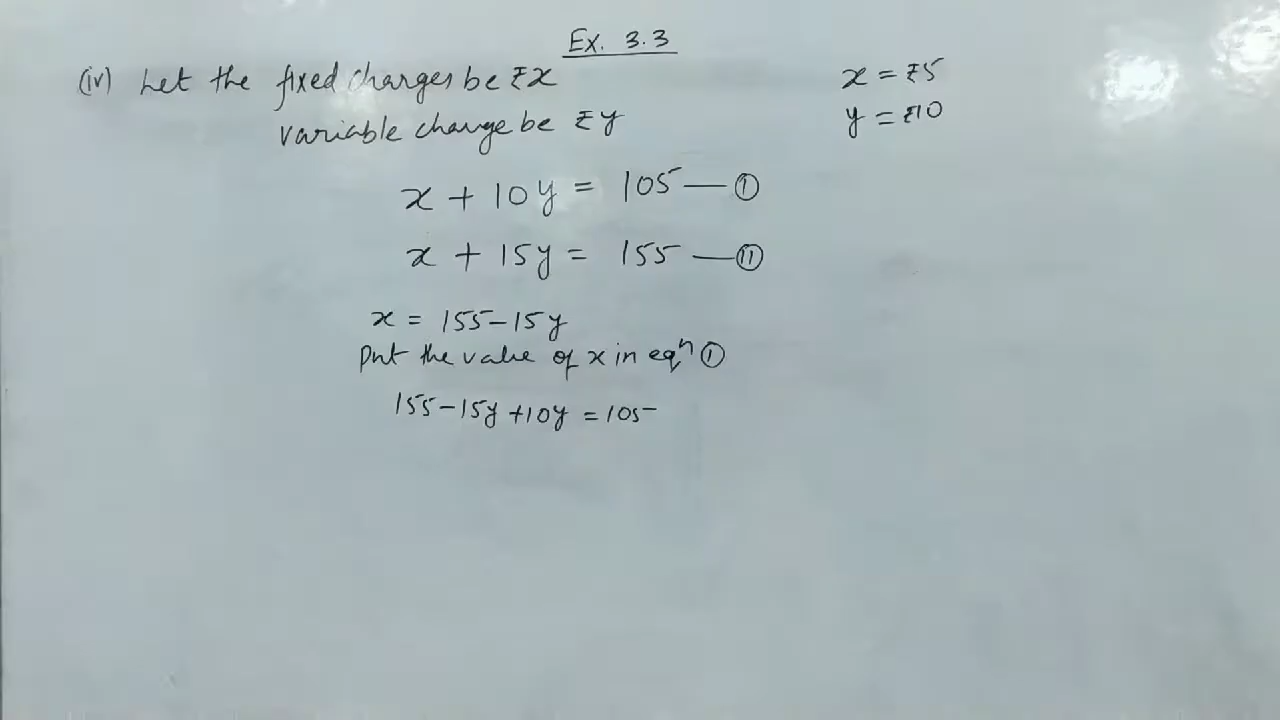 Ex. 3.3
(iv) Let the fixed charges be ₹x
variable change be ₹y
x = ₹5
y = ₹10
x + 10y = 105 — ①
x + 15y = 155 — ⑪
x = 155 - 15y
Put the value of x in eqⁿ ①
155 - 15y + 10y = 105